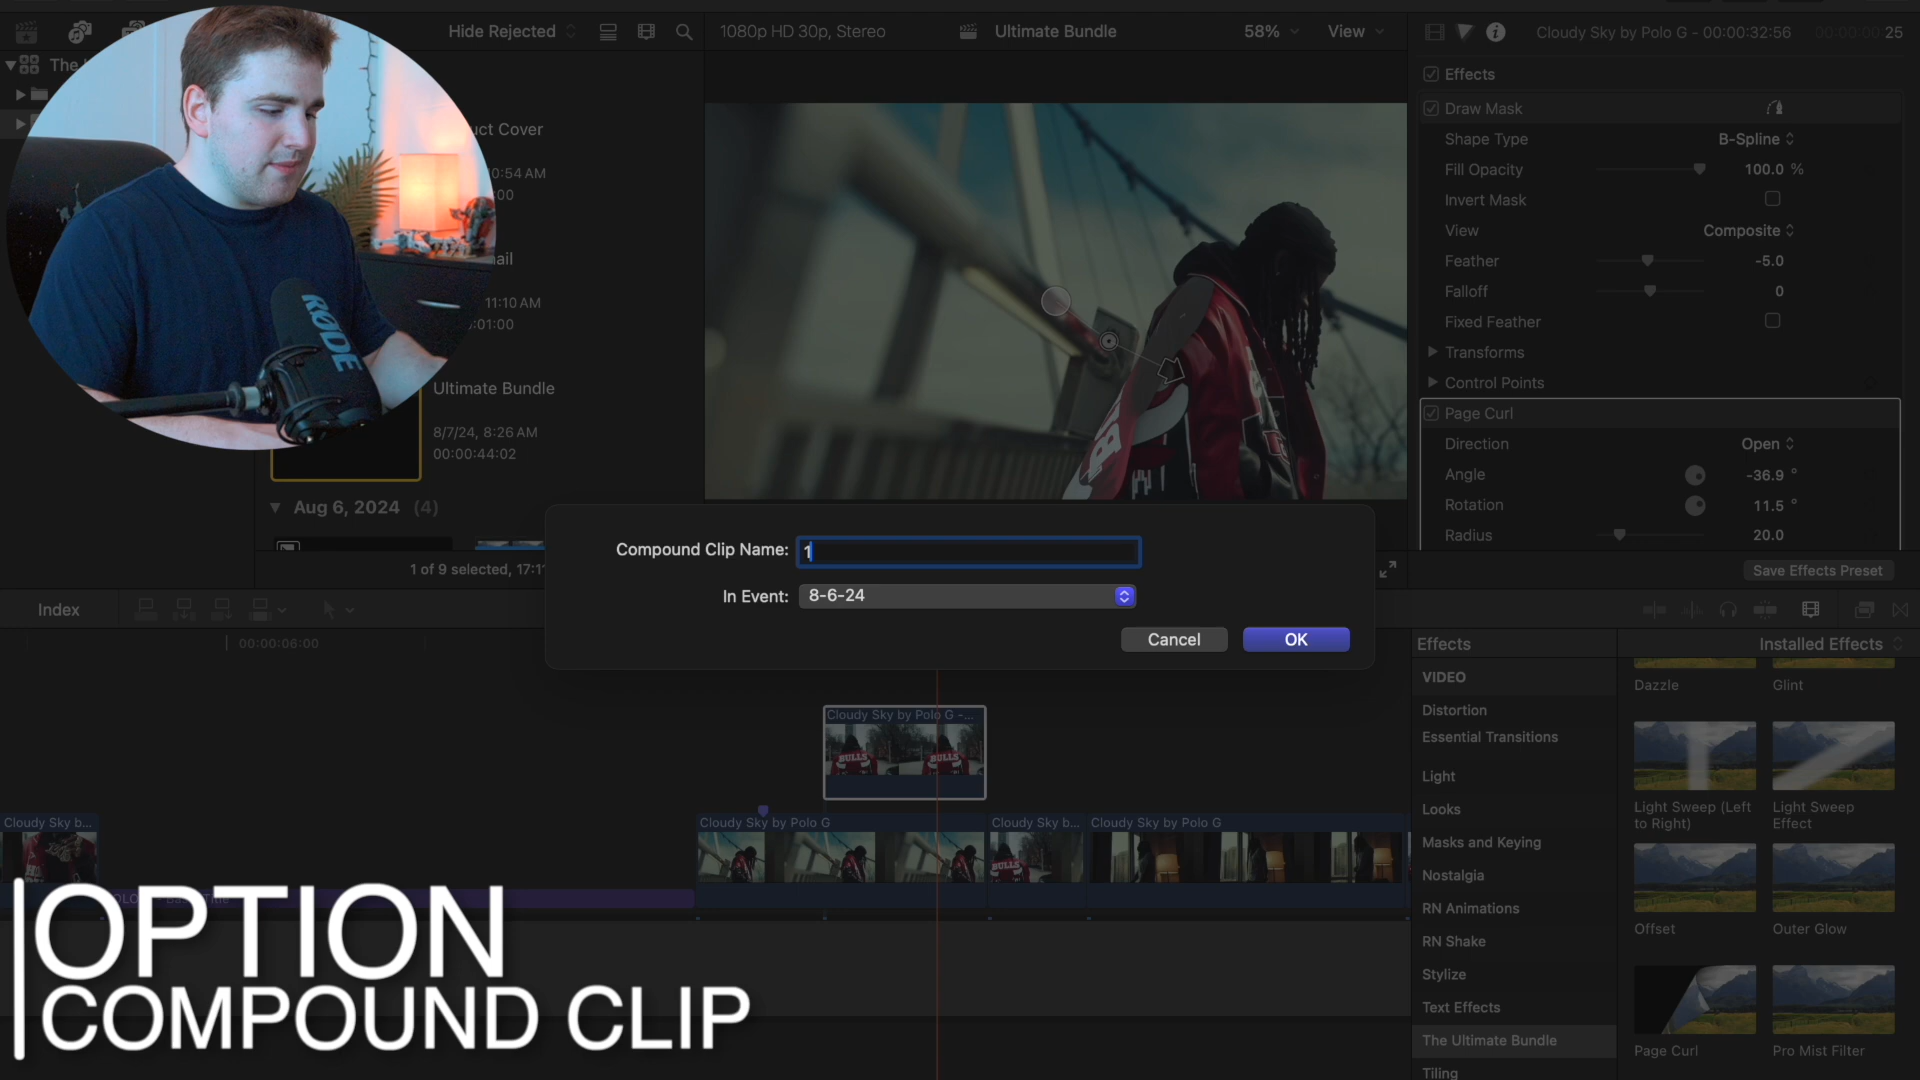 Hide Rejected
1080p HD 30p, Stereo
Ultimate Bundle
58%
View
Cloudy Sky by Polo G - 00:00:32:56
00:00:00:25
The
Effects
Draw Mask
Shape Type
B-Spline
Fill Opacity
100.0 %
Invert Mask
View
Composite
Feather
-5.0
Falloff
0
Fixed Feather
Transforms
Control Points
Page Curl
Direction
Open
Angle
-36.9 °
Rotation
11.5 °
Radius
20.0
Save Effects Preset
uct Cover
0:54 AM
:00
ail
11:10 AM
:01:00
RØDE
Ultimate Bundle
8/7/24, 8:26 AM
00:00:44:02
Aug 6, 2024 (4)
1 of 9 selected, 17:11
Compound Clip Name:
1
In Event:
8-6-24
Cancel
OK
Index
00:00:06:00
Effects
Installed Effects
VIDEO
Distortion
Essential Transitions
Light
Looks
Masks and Keying
Nostalgia
RN Animations
RN Shake
Stylize
Text Effects
The Ultimate Bundle
Tiling
Dazzle
Glint
Light Sweep (Left
to Right)
Light Sweep
Effect
Offset
Outer Glow
Page Curl
Pro Mist Filter
Cloudy Sky by Polo G -...
BULLS
BULLS
Cloudy Sky b...
Cloudy Sky by Polo G
Cloudy Sky b...
Cloudy Sky by Polo G
BULLS
OPTION
COMPOUND CLIP